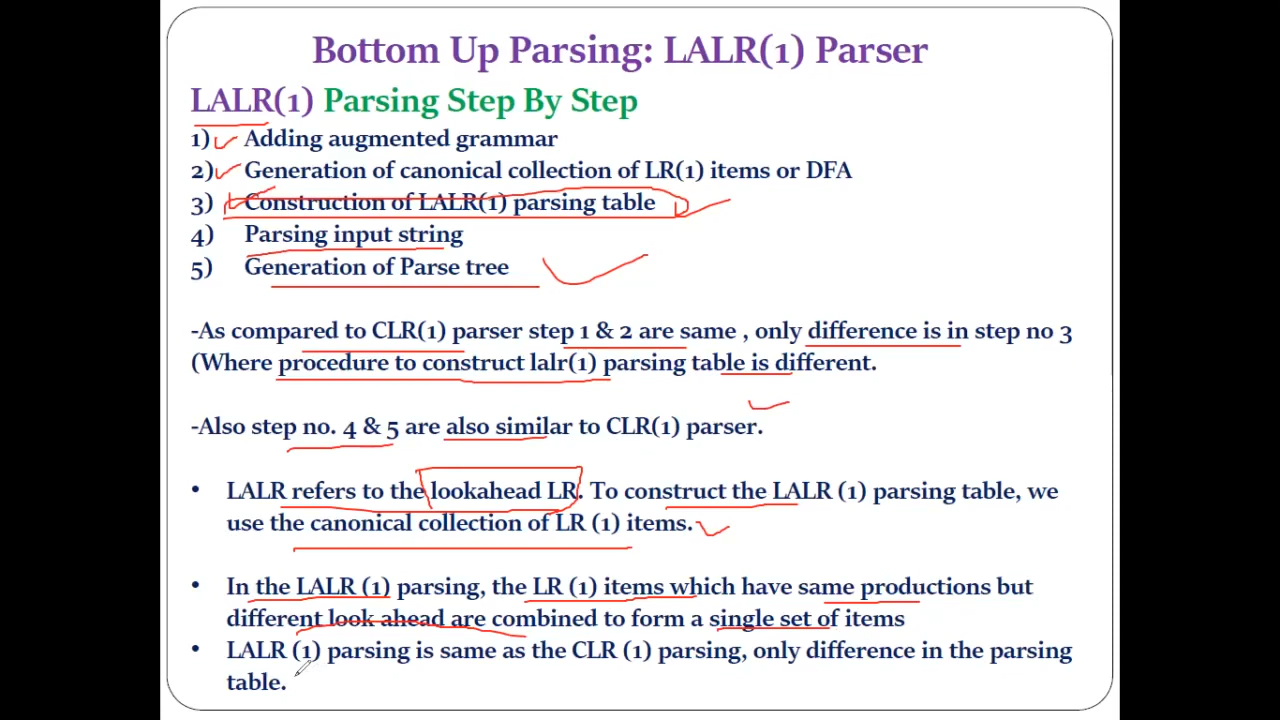 Bottom Up Parsing: LALR(1) Parser
LALR(1) Parsing Step By Step
1) Adding augmented grammar
2) Generation of canonical collection of LR(1) items or DFA
3) Construction of LALR(1) parsing table
4) Parsing input string
5) Generation of Parse tree
-As compared to CLR(1) parser step 1 & 2 are same , only difference is in step no 3
(Where procedure to construct lalr(1) parsing table is different.
-Also step no. 4 & 5 are also similar to CLR(1) parser.
• LALR refers to the lookahead LR. To construct the LALR (1) parsing table, we
use the canonical collection of LR (1) items.
• In the LALR (1) parsing, the LR (1) items which have same productions but
different look ahead are combined to form a single set of items
• LALR (1) parsing is same as the CLR (1) parsing, only difference in the parsing
table.